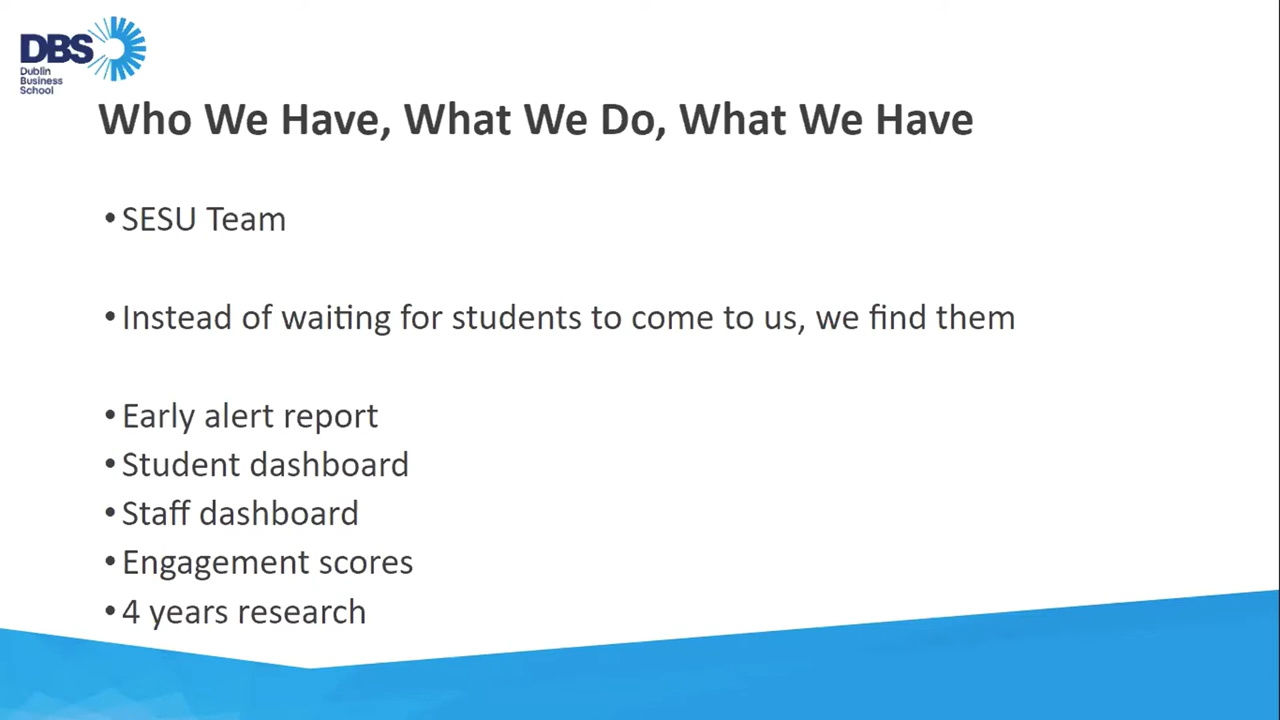 DBS
Dublin
Business
School
Who We Have, What We Do, What We Have
•SESU Team
•Instead of waiting for students to come to us, we find them
•Early alert report
•Student dashboard
•Staff dashboard
•Engagement scores
•4 years research